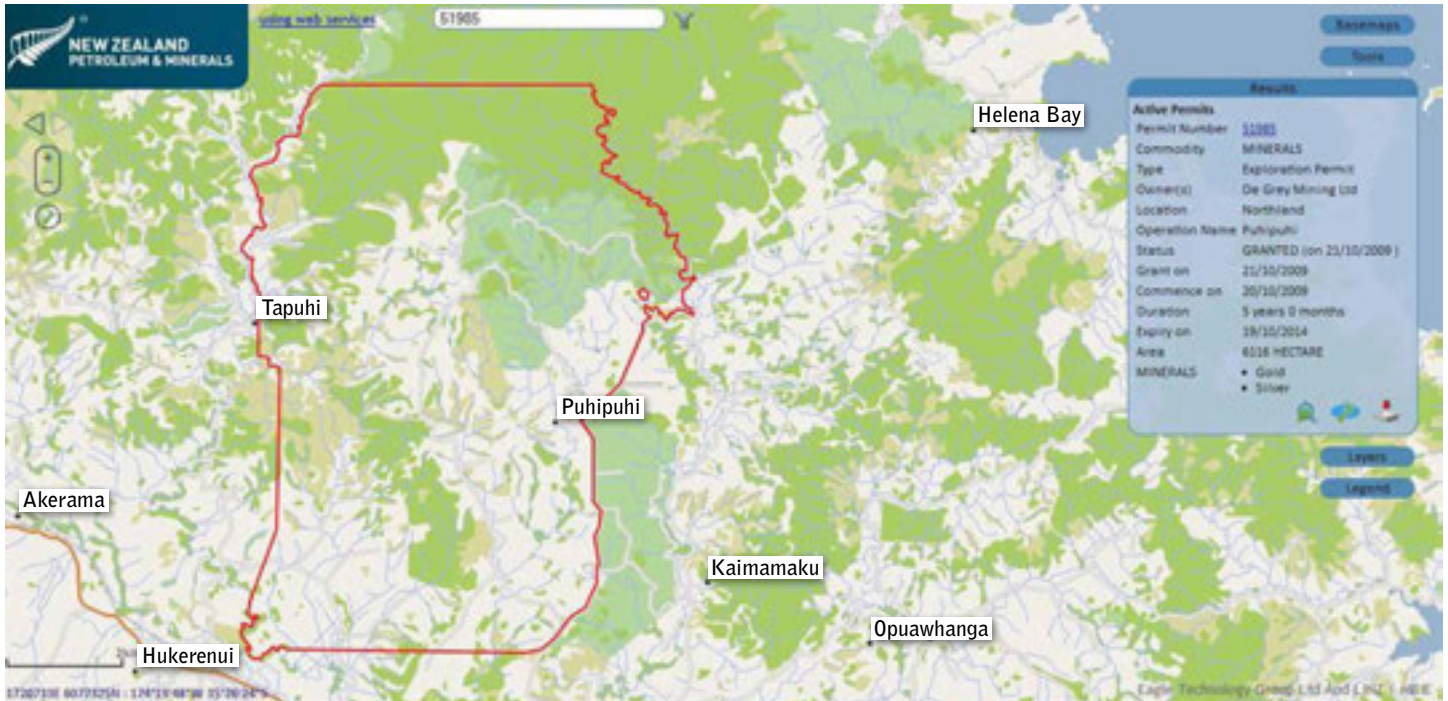 NEW ZEALAND
PETROLEUM & MINERALS
using web services
51985
Basemaps
Tools
Results
Active Permits
Permit Number 51985
Commodity MINERALS
Type Exploration Permit
Owner(s) De Grey Mining Ltd
Location Northland
Operation Name Puhipuhi
Status GRANTED (on 21/10/2009 )
Grant on 21/10/2009
Commence on 20/10/2009
Duration 5 years 0 months
Expiry on 19/10/2014
Area 6116 HECTARE
MINERALS • Gold
• Silver
Layers
Legend
Helena Bay
Tapuhi
Puhipuhi
Akerama
Kaimamaku
Opuawhanga
Hukerenui
Eagle Technology Group Ltd And LINZ